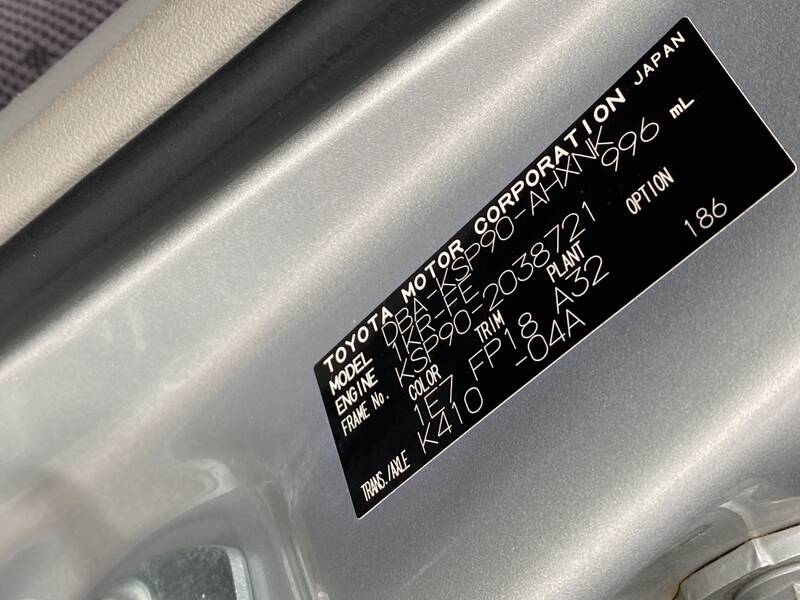 TOYOTA MOTOR CORPORATION JAPAN
MODEL DBA-KSP90-AHXNK
ENGINE 1KR-FE 996 mL
FRAME No. KSP90-2038721
COLOR TRIM PLANT OPTION
1E7 FP18 A32 186
TRANS./AXLE K410 -04A